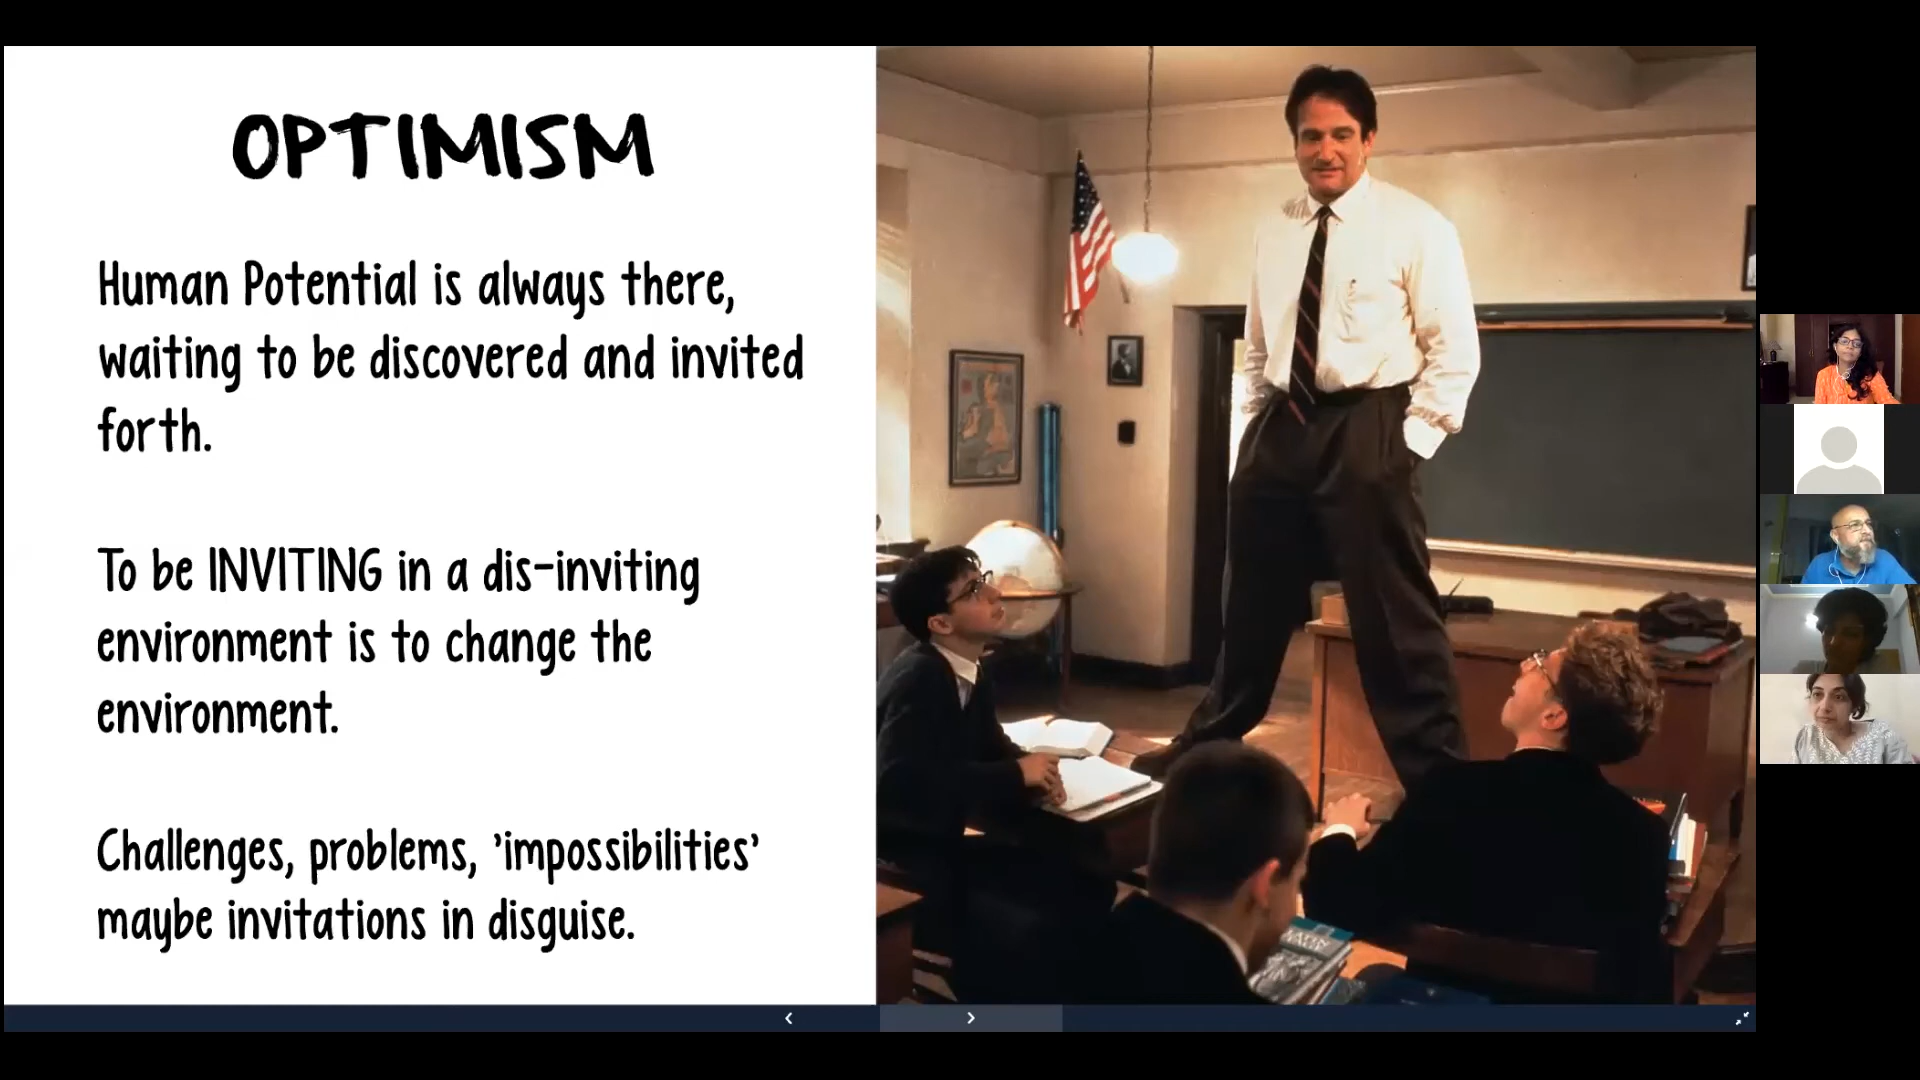 OPTIMISM
Human Potential is always there,
waiting to be discovered and invited
forth.
To be INVITING in a dis-inviting
environment is to change the
environment.
Challenges, problems, 'impossibilities'
maybe invitations in disguise.